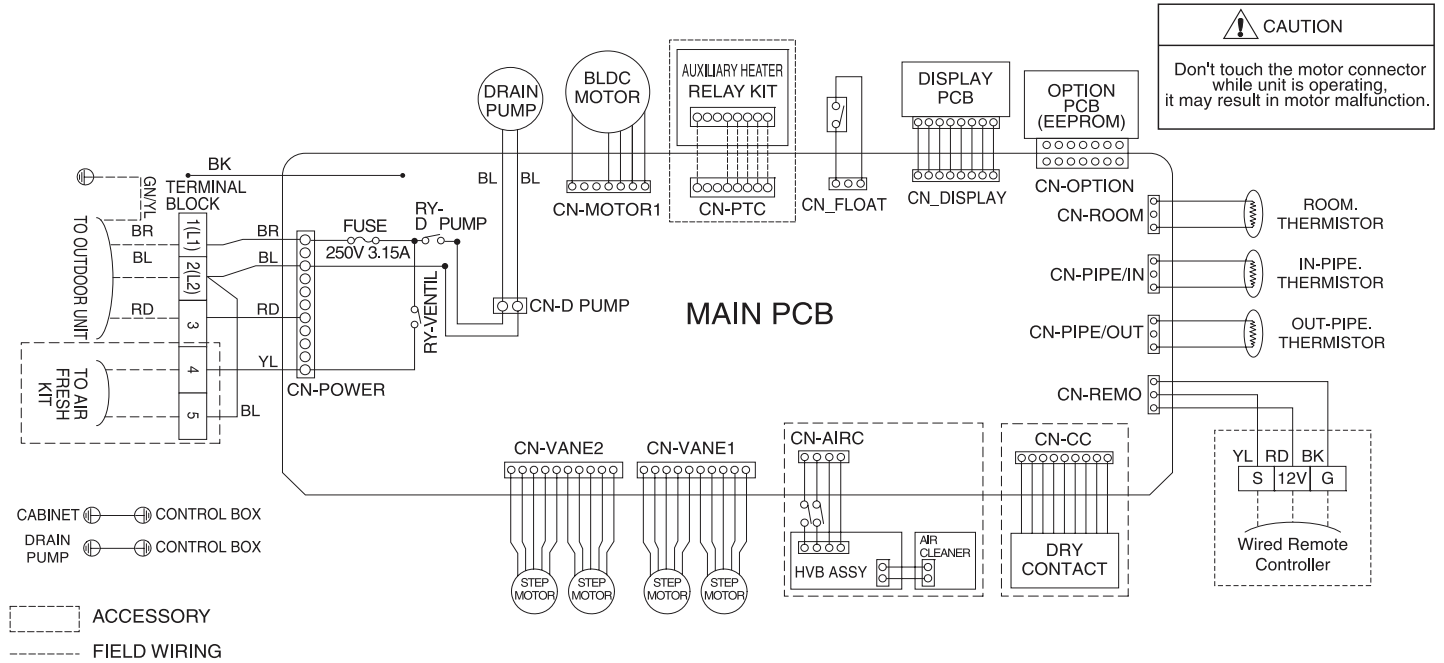 CAUTION
Don't touch the motor connector
while unit is operating,
it may result in motor malfunction.
DRAIN
PUMP
BLDC
MOTOR
AUXILIARY HEATER
RELAY KIT
DISPLAY
PCB
OPTION
PCB
(EEPROM)
BL
BL
CN-MOTOR1
CN-PTC
CN_FLOAT
CN_DISPLAY
CN-OPTION
BK
GN/YL
TERMINAL
BLOCK
TO OUTDOOR UNIT
BR
1(L1)
BR
BL
2(L2)
BL
RD
3
RD
TO AIR
FRESH
KIT
4
YL
5
BL
CN-POWER
FUSE
250V 3.15A
RY-
D PUMP
RY-VENTIL
CN-D PUMP
MAIN PCB
CN-ROOM
ROOM.
THERMISTOR
CN-PIPE/IN
IN-PIPE.
THERMISTOR
CN-PIPE/OUT
OUT-PIPE.
THERMISTOR
CN-REMO
YL RD BK
S 12V G
Wired Remote
Controller
CN-VANE2
CN-VANE1
CN-AIRC
CN-CC
STEP
MOTOR
STEP
MOTOR
STEP
MOTOR
STEP
MOTOR
HVB ASSY
AIR
CLEANER
DRY
CONTACT
CABINET
CONTROL BOX
DRAIN
PUMP
CONTROL BOX
ACCESSORY
FIELD WIRING